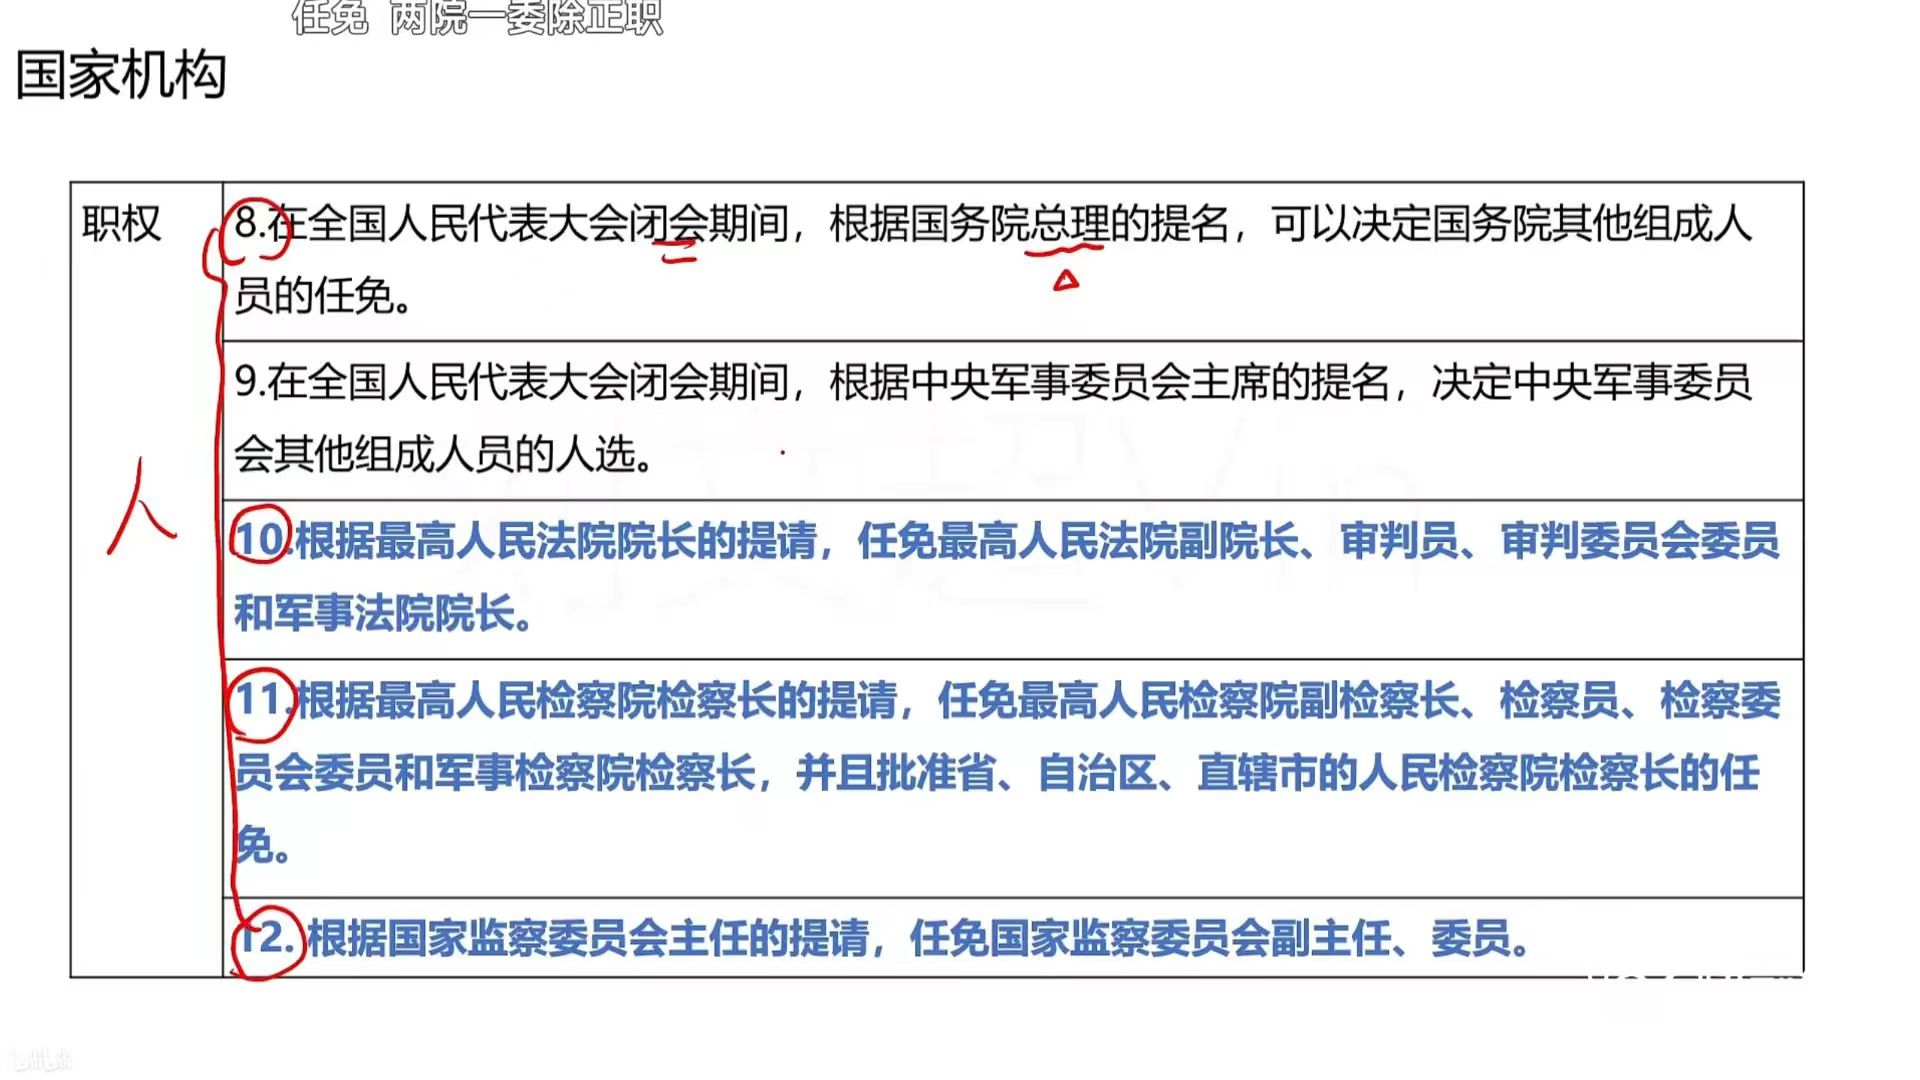 任免 两院一委除正职
国家机构
职权
8.在全国人民代表大会闭会期间，根据国务院总理的提名，可以决定国务院其他组成人
员的任免。
9.在全国人民代表大会闭会期间，根据中央军事委员会主席的提名，决定中央军事委员
会其他组成人员的人选。
人
10.根据最高人民法院院长的提请，任免最高人民法院副院长、审判员、审判委员会委员
和军事法院院长。
11.根据最高人民检察院检察长的提请，任免最高人民检察院副检察长、检察员、检察委
员会委员和军事检察院检察长，并且批准省、自治区、直辖市的人民检察院检察长的任
免。
12. 根据国家监察委员会主任的提请，任免国家监察委员会副主任、委员。
bilibili